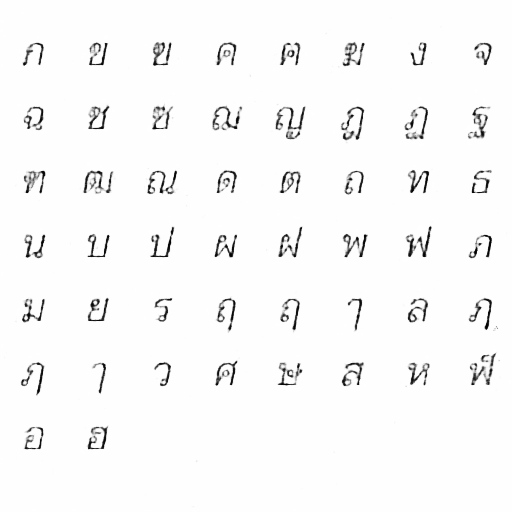 ก ข ฃ ค ฅ ฆ ง จ
ฉ ช ซ ฌ ญ ฎ ฏ ฐ
ฑ ฒ ณ ด ต ถ ท ธ
น บ ป ผ ฝ พ ฟ ภ
ม ย ร ฤ ฤ ๅ ล ฦ
ฦ ๅ ว ศ ษ ส ห ฬ
อ ฮ